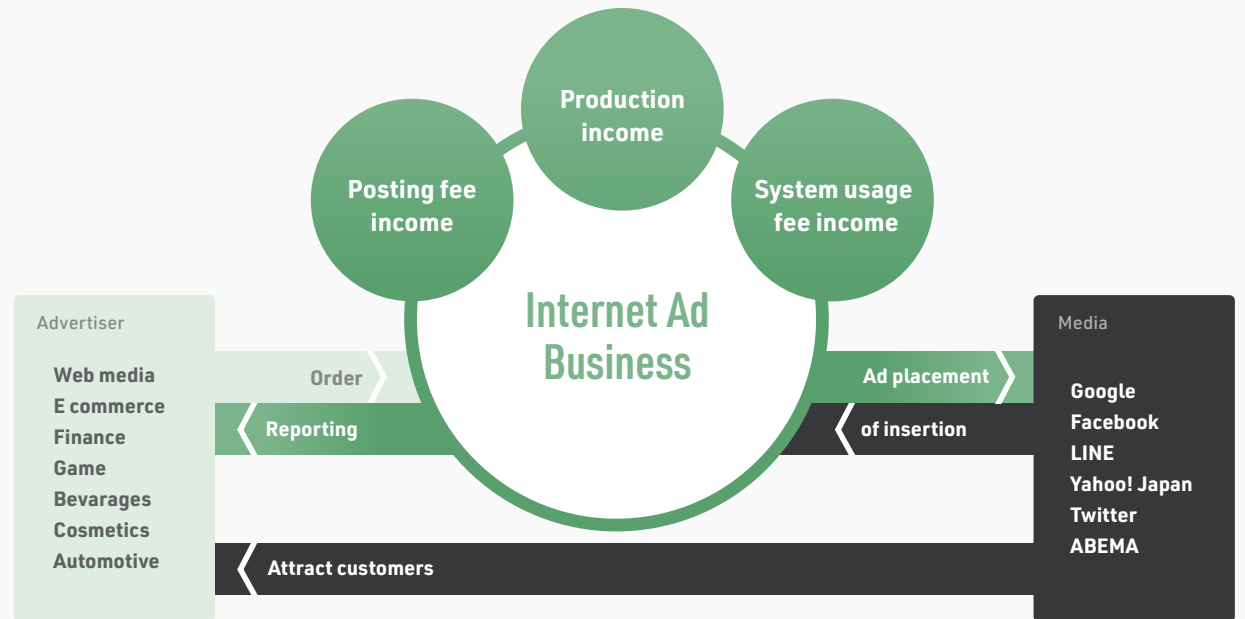 Production
income
Posting fee
income
System usage
fee income
Internet Ad
Business
Advertiser
Web media
E commerce
Finance
Game
Bevarages
Cosmetics
Automotive
Order
Reporting
Ad placement
of insertion
Attract customers
Media
Google
Facebook
LINE
Yahoo! Japan
Twitter
ABEMA